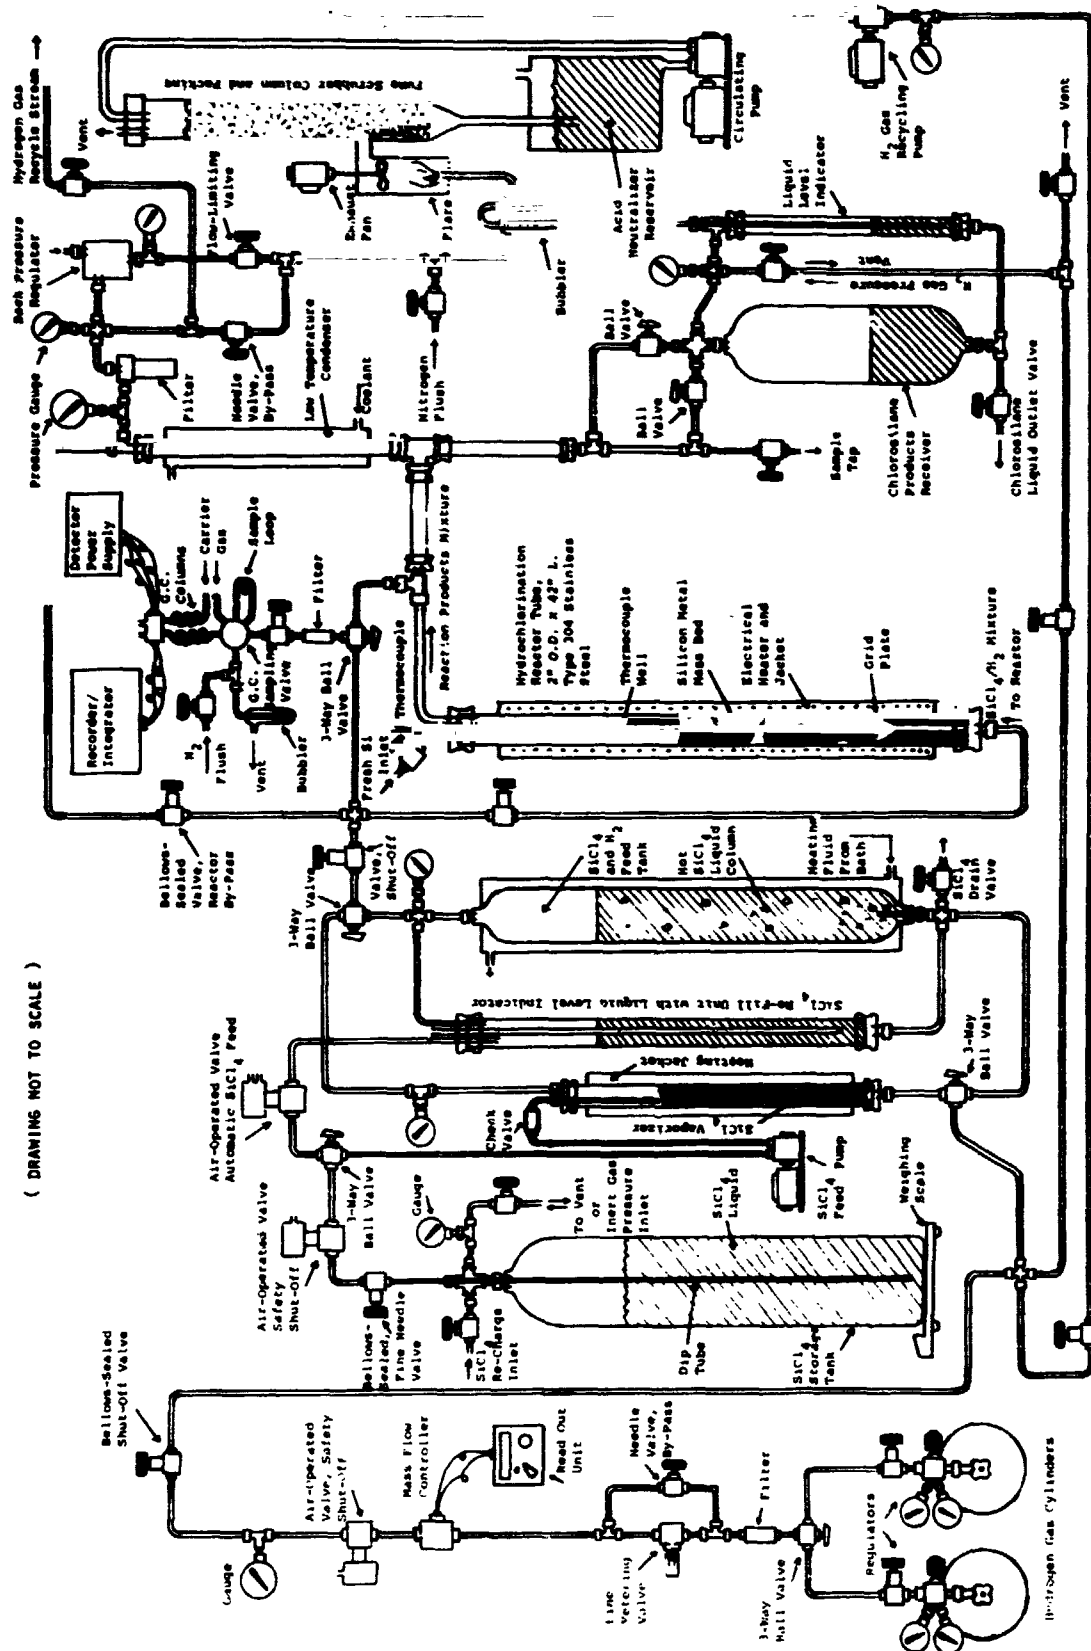 ( DRAWING NOT TO SCALE )
Hydrogen Gas
Recycle Stream
Vent
Back Pressure
Regulator
Flow-Limiting
Valve
Pressure Gauge
Filter
Needle
Valve,
By-Pass
Low Temperature
Condenser
Coolant
Fume Scrubber Column and Packing
Exhaust
Fan
Flare
Bubbler
Acid
Neutralizer
Reservoir
Circulating
Pump
H2 Gas
Recycling
Pump
Nitrogen
Flush
Ball
Valve
Ball
Valve
Vent
Gas Pressure
Liquid
Level
Indicator
Vent
Chlorosilane
Products
Receiver
Sample
Tap
Chlorosilane
Liquid Outlet Valve
Detector
Power
Supply
Recorder/
Integrator
G.C.
Columns
Carrier
Gas
Sample
Loop
G.C.
Sampling
Valve
Filter
N2
Flush
Vent
Bubbler
3-Way Ball
Valve
Thermocouple
Fresh Si
Inlet
Reaction Products Mixture
Hydrochlorination
Reactor Tube,
2" O.D. x 42" L.
Type 304 Stainless
Steel
Thermocouple
Well
Silicon Metal
Mass Bed
Electrical
Heater and
Jacket
Grid
Plate
SiCl4/H2 Mixture
To Reactor
Bellows-
Sealed
Valve,
Reactor
By-Pass
Valve,
Shut-Off
3-Way
Ball Valve
SiCl4
and H2
Feed
Tank
Hot
SiCl4
Liquid
Column
Heating
Fluid
From
Bath
SiCl4
Drain
Valve
SiCl4 Re-Fill Unit with Liquid Level Indicator
Heating Jacket
SiCl4 Vaporizer
Check
Valve
3-Way
Ball Valve
Air-Operated Valve
Automatic SiCl4 Feed
Air-Operated Valve
Safety
Shut-Off
3-Way
Ball Valve
Gauge
To Vent
or
Inert Gas
Pressure
Inlet
SiCl4
Feed Pump
SiCl4
Liquid
Weighing
Scale
Bellows-
Sealed,
Fine Needle
Valve
SiCl4
Re-Charge
Inlet
Dip
Tube
SiCl4
Storage
Tank
Bellows-Sealed
Shut-Off Valve
Gauge
Air-Operated
Valve, Safety
Shut-Off
Mass Flow
Controller
Read Out
Unit
Needle
Valve,
By-Pass
Fine
Metering
Valve
Filter
3-Way
Ball Valve
Regulators
Hydrogen Gas Cylinders